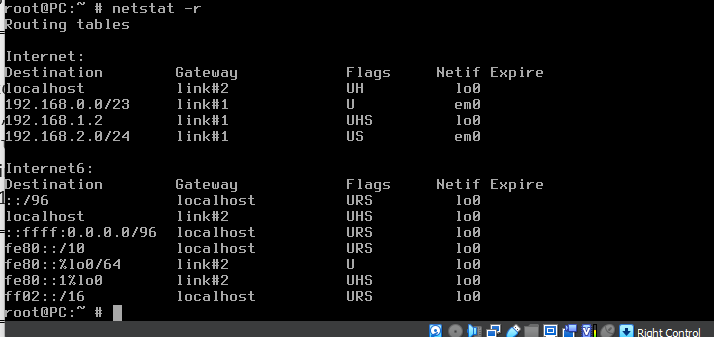 root@PC:~ # netstat -r
Routing tables
Internet:
Destination Gateway Flags Netif Expire
localhost link#2 UH lo0
192.168.0.0/23 link#1 U em0
192.168.1.2 link#1 UHS lo0
192.168.2.0/24 link#1 US em0
Internet6:
Destination Gateway Flags Netif Expire
::/96 localhost URS lo0
localhost link#2 UHS lo0
::ffff:0.0.0.0/96 localhost URS lo0
fe80::/10 localhost URS lo0
fe80::%lo0/64 link#2 U lo0
fe80::1%lo0 link#2 UHS lo0
ff02::/16 localhost URS lo0
root@PC:~ #
Right Control